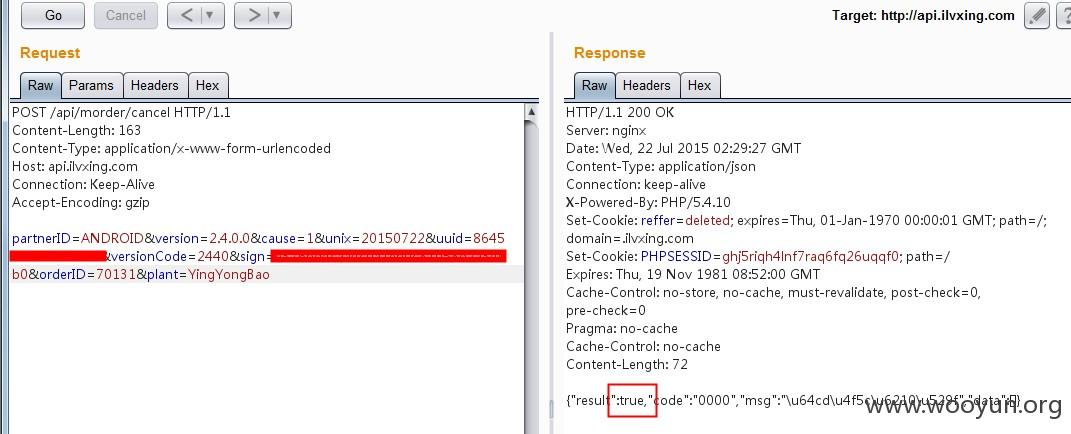 Go
Cancel
<
>
Target: http://api.ilvxing.com
?
Request
Raw
Params
Headers
Hex
POST /api/morder/cancel HTTP/1.1
Content-Length: 163
Content-Type: application/x-www-form-urlencoded
Host: api.ilvxing.com
Connection: Keep-Alive
Accept-Encoding: gzip
partnerID=ANDROID&version=2.4.0.0&cause=1&unix=20150722&uuid=8645
&versionCode=2440&sign=
b0&orderID=70131&plant=YingYongBao
Response
Raw
Headers
Hex
HTTP/1.1 200 OK
Server: nginx
Date: Wed, 22 Jul 2015 02:29:27 GMT
Content-Type: application/json
Connection: keep-alive
X-Powered-By: PHP/5.4.10
Set-Cookie: reffer=deleted; expires=Thu, 01-Jan-1970 00:00:01 GMT; path=/;
domain=.ilvxing.com
Set-Cookie: PHPSESSID=ghj5riqh4lnf7raq6fq26uqqf0; path=/
Expires: Thu, 19 Nov 1981 08:52:00 GMT
Cache-Control: no-store, no-cache, must-revalidate, post-check=0,
pre-check=0
Pragma: no-cache
Cache-Control: no-cache
Content-Length: 72
{"result":true,"code":"0000","msg":"\u64cd\u4f5c\u6210\u529f","data":[]}
www.wooyun.org